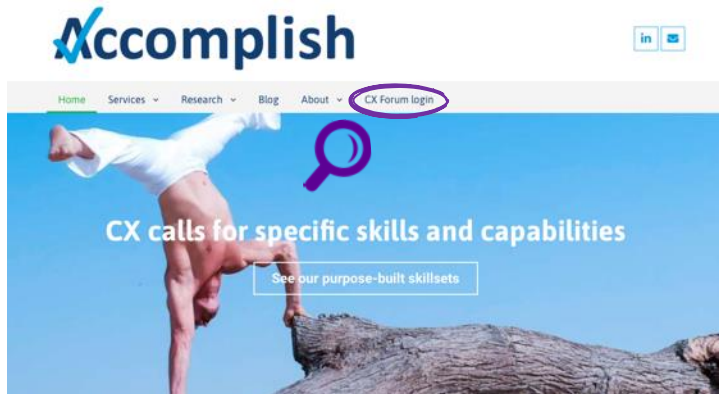 Accomplish
in
Home Services Research Blog About CX Forum login
CX calls for specific skills and capabilities
See our purpose-built skillsets